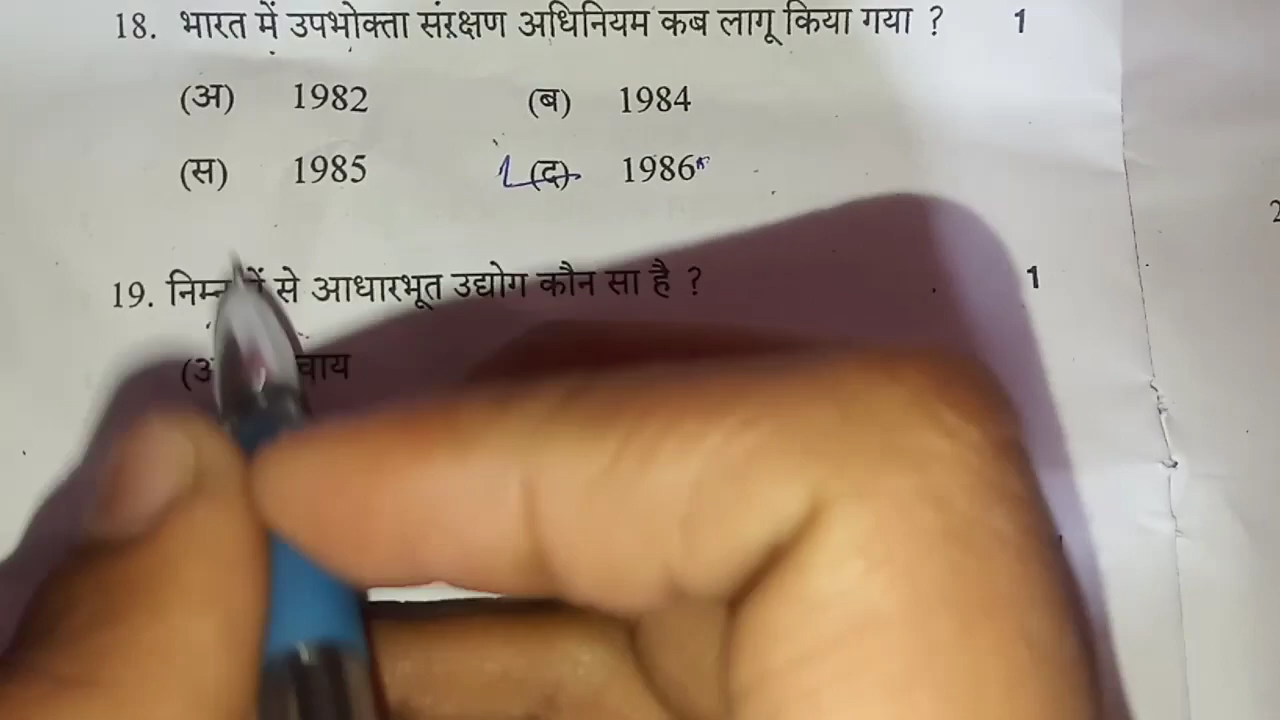 18. भारत में उपभोक्ता संरक्षण अधिनियम कब लागू किया गया ? 1
(अ) 1982 (ब) 1984
(स) 1985 (द) 1986
19. निम्न में से आधारभूत उद्योग कौन सा है ? 1
चाय
2